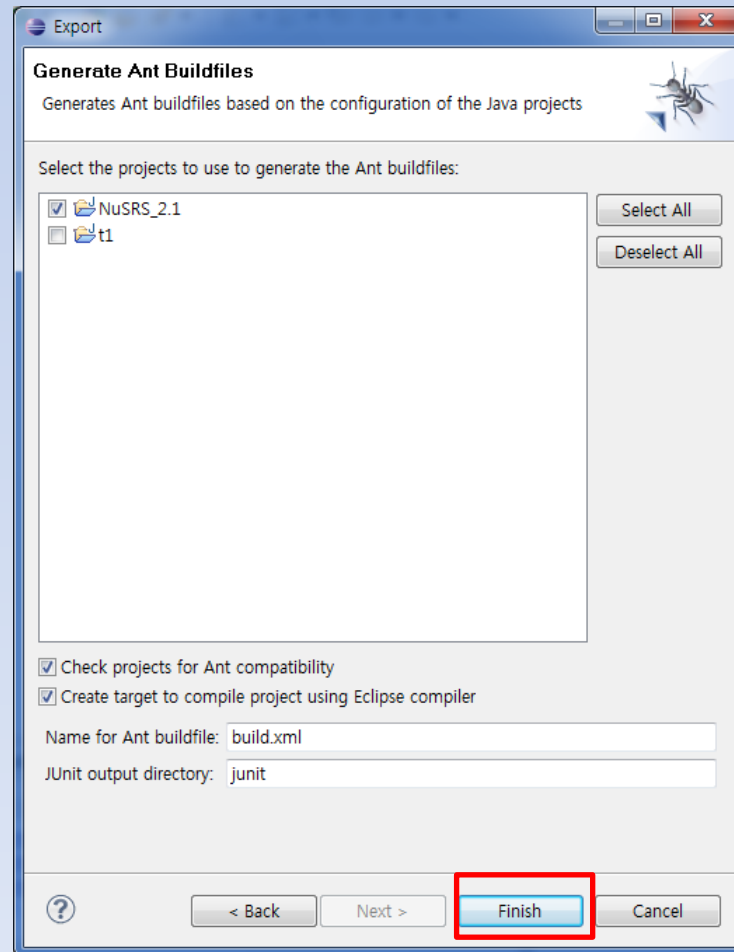 Export
Generate Ant Buildfiles
Generates Ant buildfiles based on the configuration of the Java projects
Select the projects to use to generate the Ant buildfiles:
NuSRS_2.1
t1
Select All
Deselect All
Check projects for Ant compatibility
Create target to compile project using Eclipse compiler
Name for Ant buildfile: build.xml
JUnit output directory: junit
? < Back Next > Finish Cancel